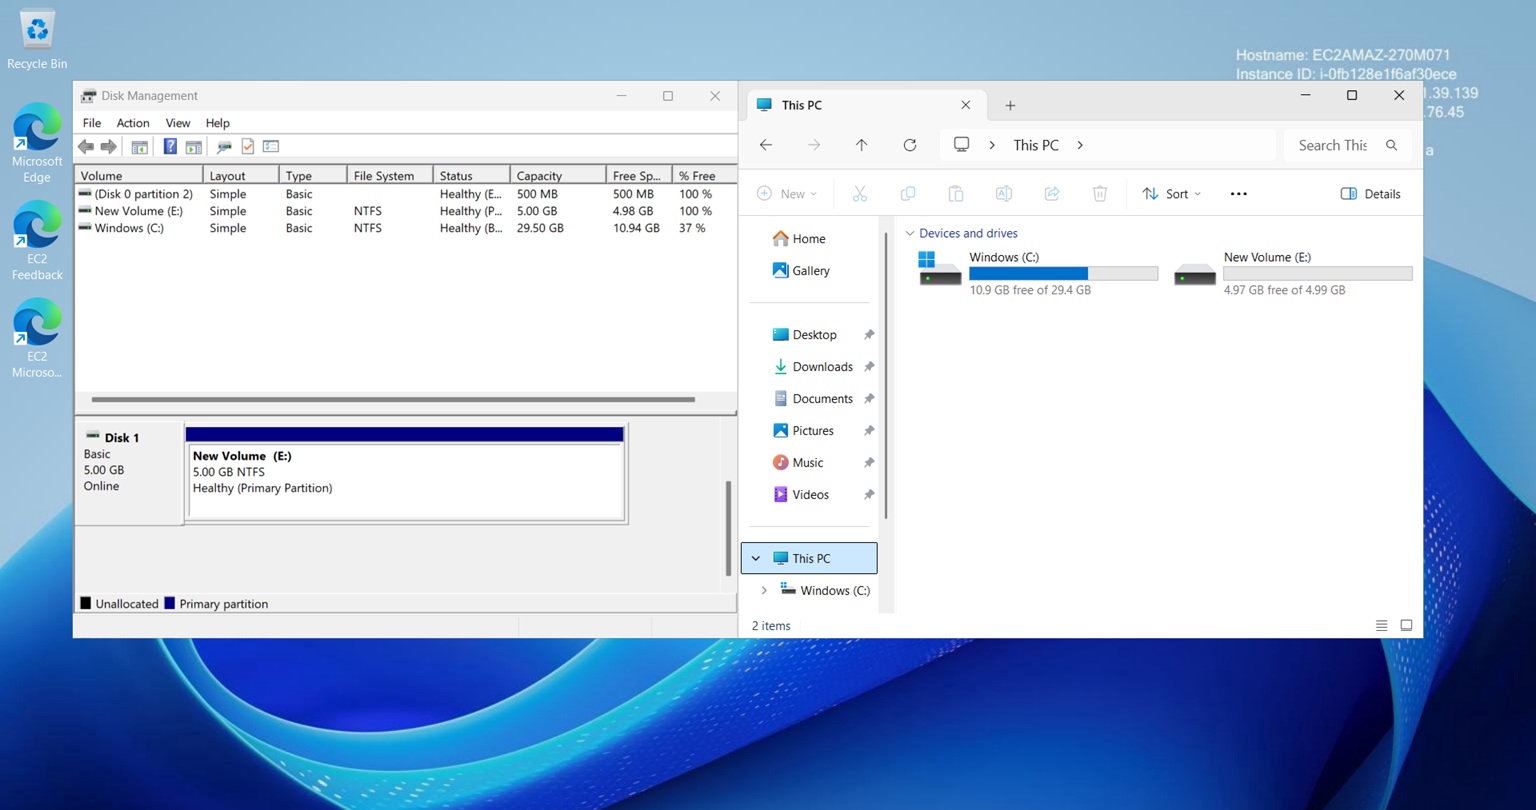 Recycle Bin
Microsoft
Edge
EC2
Feedback
EC2
Microso...
Hostname: EC2AMAZ-270M071
Instance ID: i-0fb128e1f6af30ece
1.39.139
.76.45
a
Disk Management
File Action View Help
Volume Layout Type File System Status Capacity Free Sp... % Free
(Disk 0 partition 2) Simple Basic Healthy (E... 500 MB 500 MB 100 %
New Volume (E:) Simple Basic NTFS Healthy (P... 5.00 GB 4.98 GB 100 %
Windows (C:) Simple Basic NTFS Healthy (B... 29.50 GB 10.94 GB 37 %
Disk 1
Basic
5.00 GB
Online
New Volume (E:)
5.00 GB NTFS
Healthy (Primary Partition)
Unallocated Primary partition
This PC
This PC
Search This
New
Sort
Details
Home
Gallery
Desktop
Downloads
Documents
Pictures
Music
Videos
This PC
Windows (C:)
Devices and drives
Windows (C:)
10.9 GB free of 29.4 GB
New Volume (E:)
4.97 GB free of 4.99 GB
2 items